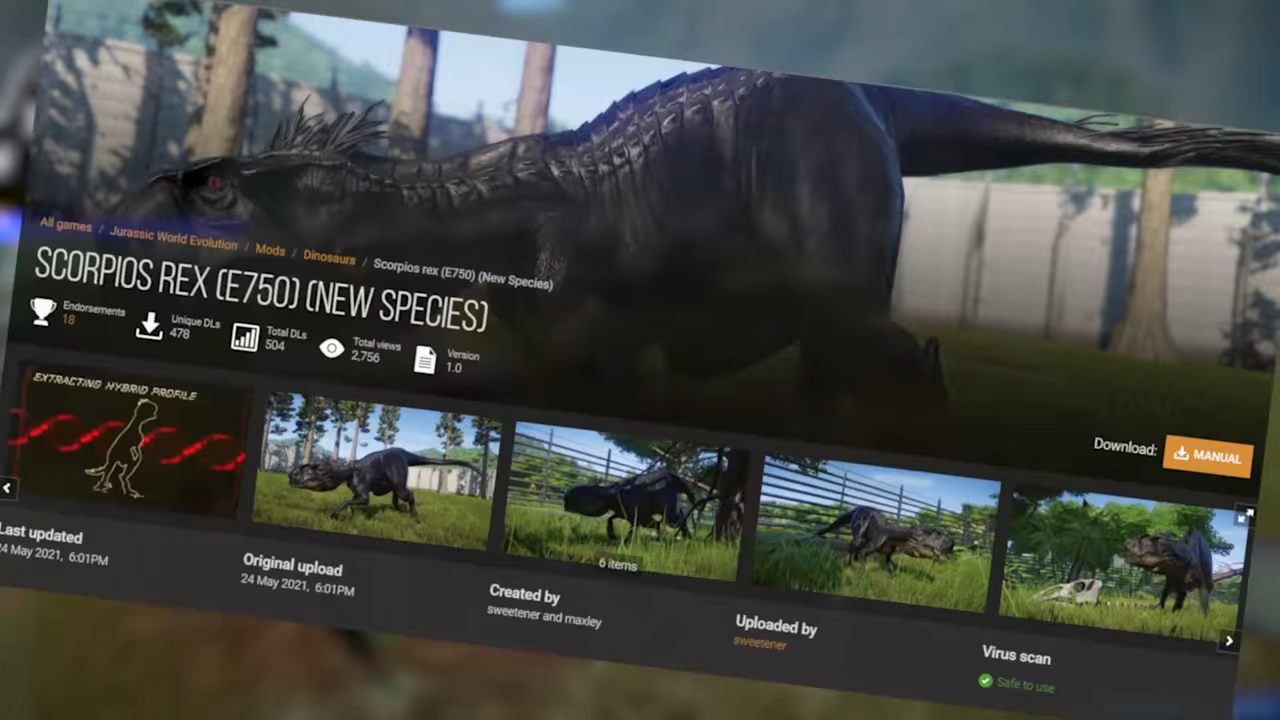 All games / Jurassic World Evolution / Mods / Dinosaurs / Scorpios rex (E750) (New Species)
SCORPIOS REX (E750) (NEW SPECIES)
Endorsements
18
Unique DLs
478
Total DLs
504
Total views
2,756
Version
1.0
Download: MANUAL
EXTRACTING HYBRID PROFILE
6 items
Last updated
24 May 2021, 6:01PM
Original upload
24 May 2021, 6:01PM
Created by
sweetener and maxley
Uploaded by
sweetener
Virus scan
Safe to use